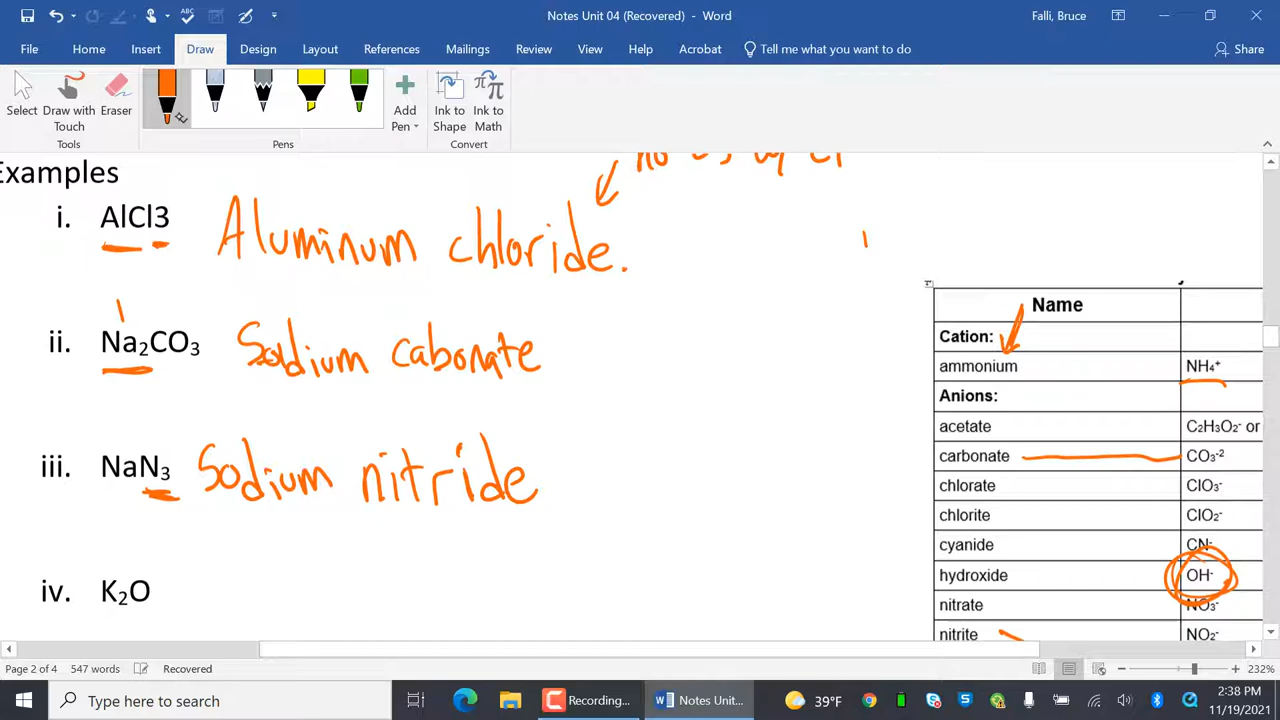 Notes Unit 04 (Recovered) - Word
Falli, Bruce
File Home Insert Draw Design Layout References Mailings Review View Help Acrobat Tell me what you want to do Share
Select Draw with Touch Eraser Add Pen Ink to Shape Ink to Math
Tools Pens Convert
Examples
i. AlCl3 Aluminum chloride.
ii. Na₂CO3 Sodium cabonate
iii. NaN₃ Sodium nitride
iv. K₂O
Name
Cation:
ammonium NH₄⁺
Anions:
acetate C₂H₃O₂⁻ or
carbonate CO₃⁻²
chlorate ClO₃⁻
chlorite ClO₂⁻
cyanide CN⁻
hydroxide OH⁻
nitrate NO₃⁻
nitrite NO₂⁻
Page 2 of 4 547 words Recovered 232%
Type here to search Recording... Notes Unit... 39°F 2:38 PM
11/19/2021